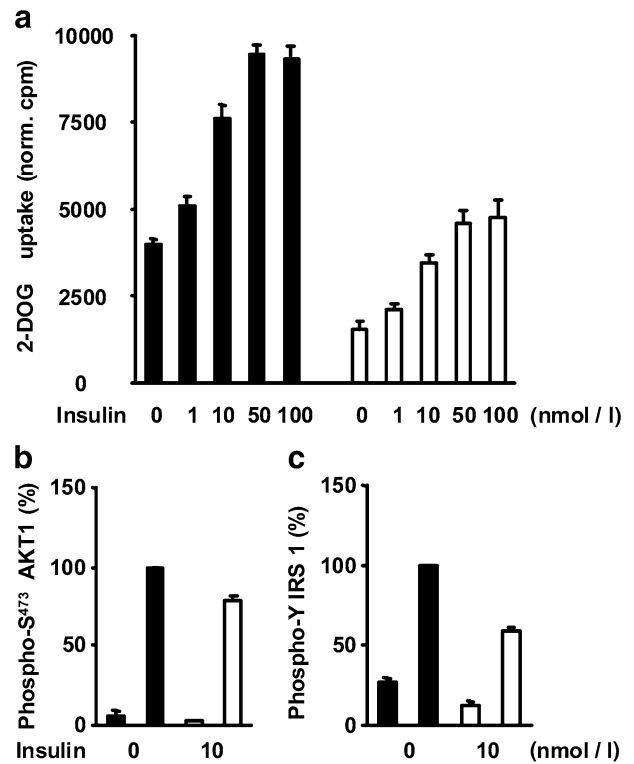 a
10000
7500
5000
2500
0
2-DOG uptake (norm. cpm)
Insulin 0 1 10 50 100 0 1 10 50 100 (nmol / l)
b
150
100
50
0
Phospho-S473 AKT1 (%)
Insulin 0 10
c
150
100
50
0
Phospho-Y IRS 1 (%)
0 10 (nmol / l)